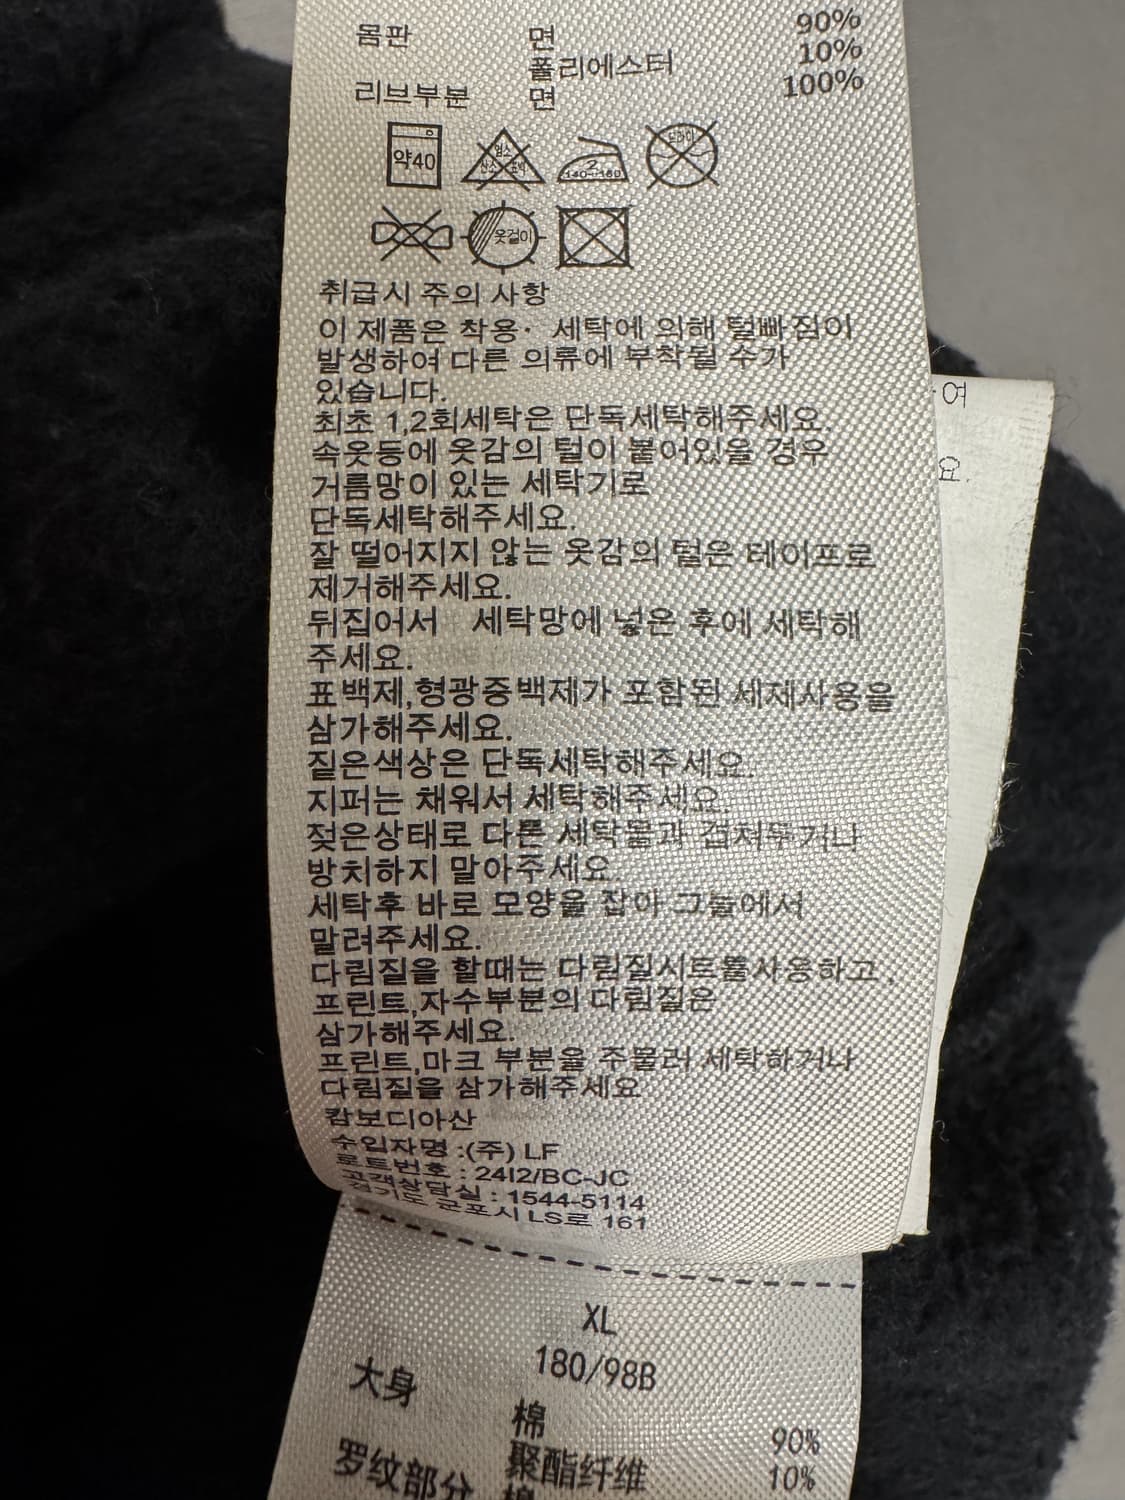 몸판 면 90%
폴리에스터 10%
리브부분 면 100%
약40 염소 산소 표백 2 140~160 드라이
옷걸이
취급시 주의 사항
이 제품은 착용· 세탁에 의해 털빠짐이
발생하여 다른 의류에 부착될 수가
있습니다.
최초 1,2회세탁은 단독세탁해주세요.
속옷등에 옷감의 털이 붙어있을 경우
거름망이 있는 세탁기로
단독세탁해주세요.
잘 떨어지지 않는 옷감의 털은 테이프로
제거해주세요.
뒤집어서 세탁망에 넣은 후에 세탁해
주세요.
표백제,형광증백제가 포함된 세제사용을
삼가해주세요.
짙은색상은 단독세탁해주세요.
지퍼는 채워서 세탁해주세요.
젖은상태로 다른 세탁물과 겹쳐두거나
방치하지 말아주세요.
세탁후 바로 모양을 잡아 그늘에서
말려주세요.
다림질을 할때는 다림질시트를사용하고,
프린트,자수부분의 다림질은
삼가해주세요.
프린트,마크 부분을 주물러 세탁하거나
다림질을 삼가해주세요
캄보디아산
수입자명 :(주) LF
로트번호 : 24I2/BC-JC
고객상담실 : 1544-5114
경기도 군포시 LS로 161
여
요.
XL
180/98B
大身 棉 90%
聚酯纤维 10%
罗纹部分 棉